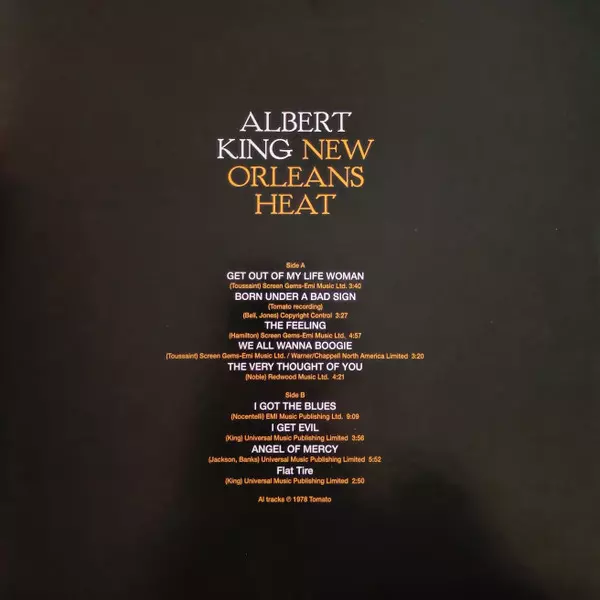 ALBERT
KING NEW
ORLEANS
HEAT
Side A
GET OUT OF MY LIFE WOMAN
(Toussaint) Screen Gems-Emi Music Ltd. 3:40
BORN UNDER A BAD SIGN
(Tomato recording)
(Bell, Jones) Copyright Control 3:27
THE FEELING
(Hamilton) Screen Gems-Emi Music Ltd. 4:57
WE ALL WANNA BOOGIE
(Toussaint) Screen Gems-Emi Music Ltd. / Warner/Chappell North America Limited 3:20
THE VERY THOUGHT OF YOU
(Noble) Redwood Music Ltd. 4:21
Side B
I GOT THE BLUES
(Nocentelli) EMI Music Publishing Ltd. 9:09
I GET EVIL
(King) Universal Music Publishing Limited 3:56
ANGEL OF MERCY
(Jackson, Banks) Universal Music Publishing Limited 5:52
Flat Tire
(King) Universal Music Publishing Limited 2:50
Al tracks ℗ 1978 Tomato